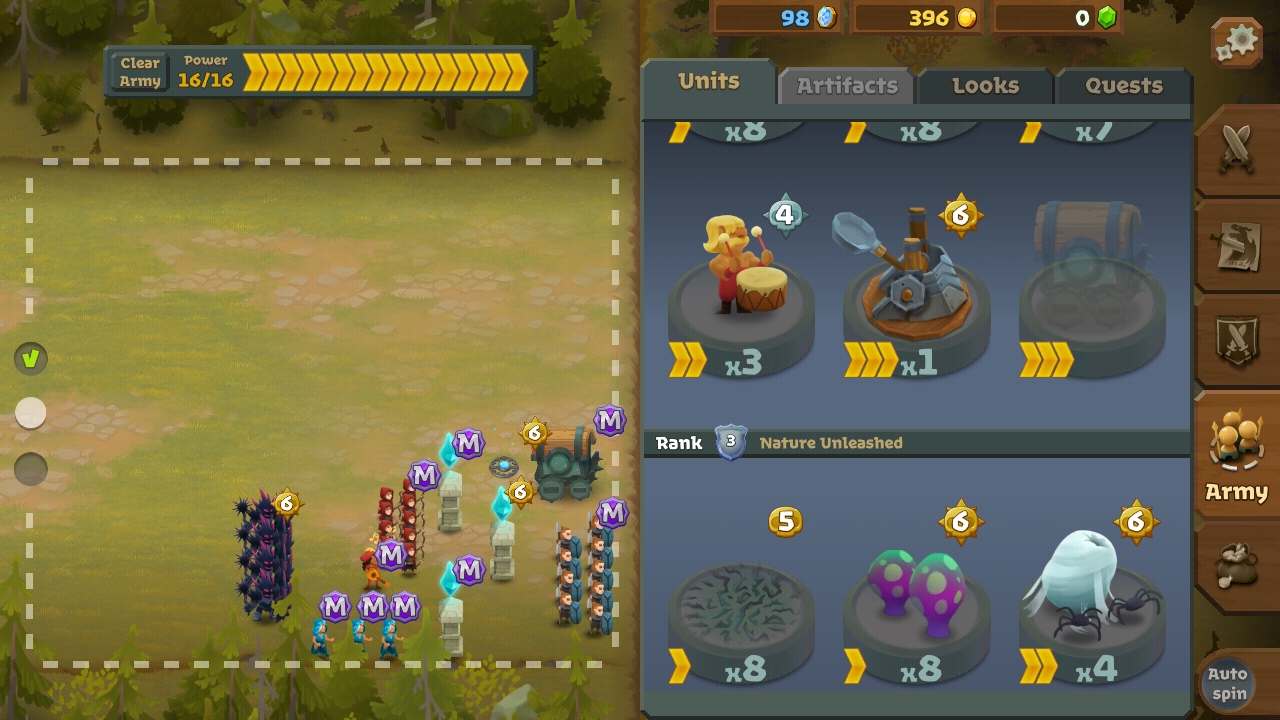 98
396
0
Clear
Army
Power
16/16
Units
Artifacts
Looks
Quests
x8
x8
x7
4
6
x3
x1
Rank 3 Nature Unleashed
5
6
6
x8
x8
x4
M
M
6
M
6
M
6
M
M
M M M
Army
Auto
spin